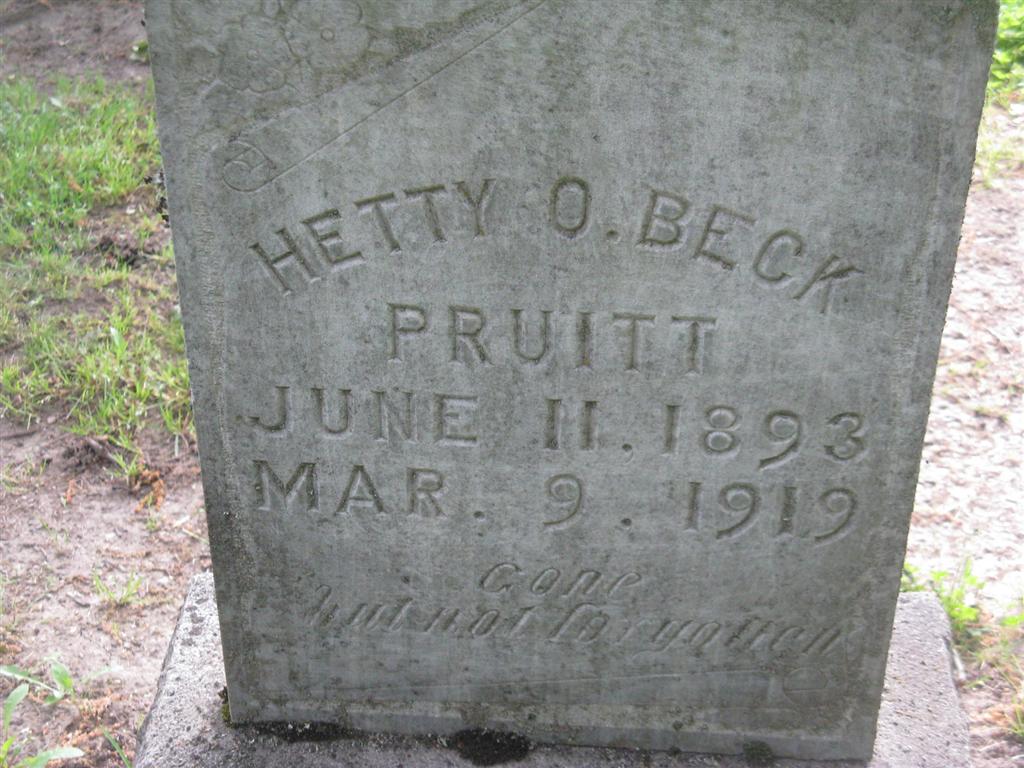 HETTY O. BECK
PRUITT
JUNE 11, 1893
MAR. 9. 1919
Gone
but not forgotten